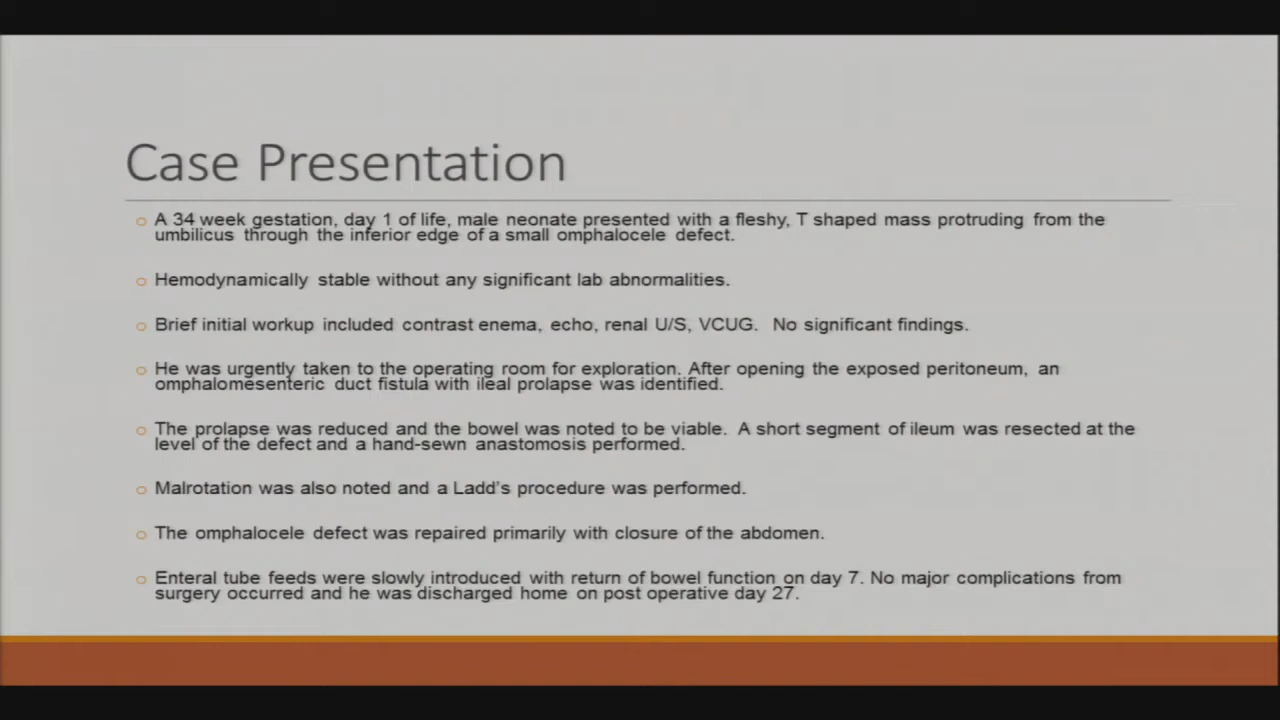 Case Presentation
A 34 week gestation, day 1 of life, male neonate presented with a fleshy, T shaped mass protruding from the
umbilicus through the inferior edge of a small omphalocele defect.
Hemodynamically stable without any significant lab abnormalities.
Brief initial workup included contrast enema, echo, renal U/S, VCUG. No significant findings.
He was urgently taken to the operating room for exploration. After opening the exposed peritoneum, an
omphalomesenteric duct fistula with ileal prolapse was identified.
The prolapse was reduced and the bowel was noted to be viable. A short segment of ileum was resected at the
level of the defect and a hand-sewn anastomosis performed.
Malrotation was also noted and a Ladd's procedure was performed.
The omphalocele defect was repaired primarily with closure of the abdomen.
Enteral tube feeds were slowly introduced with return of bowel function on day 7. No major complications from
surgery occurred and he was discharged home on post operative day 27.